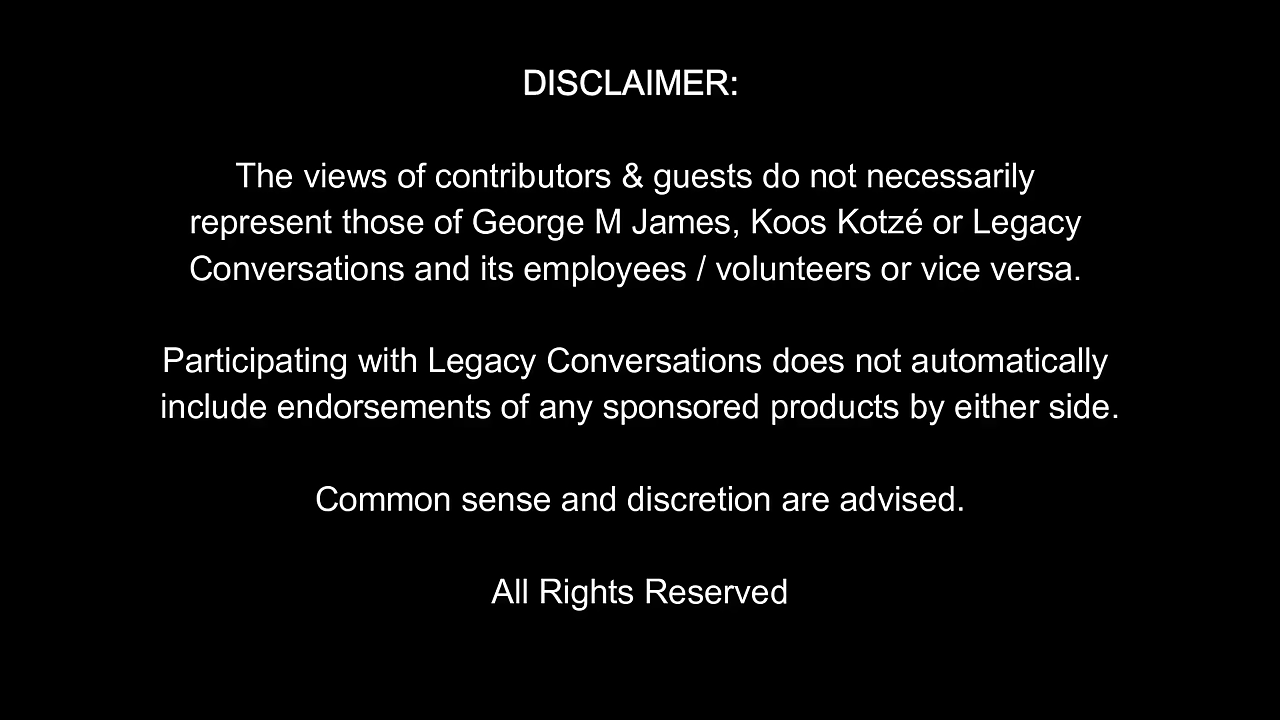 DISCLAIMER:
The views of contributors & guests do not necessarily
represent those of George M James, Koos Kotzé or Legacy
Conversations and its employees / volunteers or vice versa.
Participating with Legacy Conversations does not automatically
include endorsements of any sponsored products by either side.
Common sense and discretion are advised.
All Rights Reserved